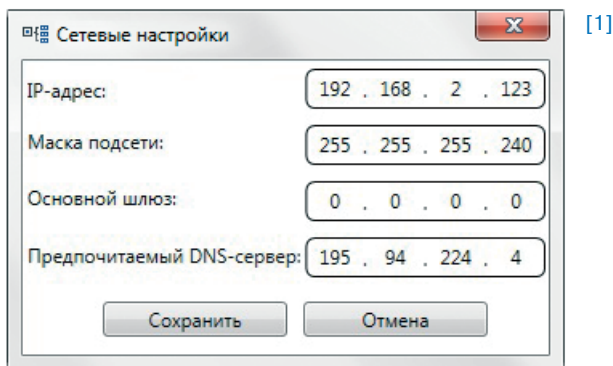 Сетевые настройки
[1]
IP-адрес: 192 . 168 . 2 . 123
Маска подсети: 255 . 255 . 255 . 240
Основной шлюз: 0 . 0 . 0 . 0
Предпочитаемый DNS-сервер: 195 . 94 . 224 . 4
Сохранить Отмена